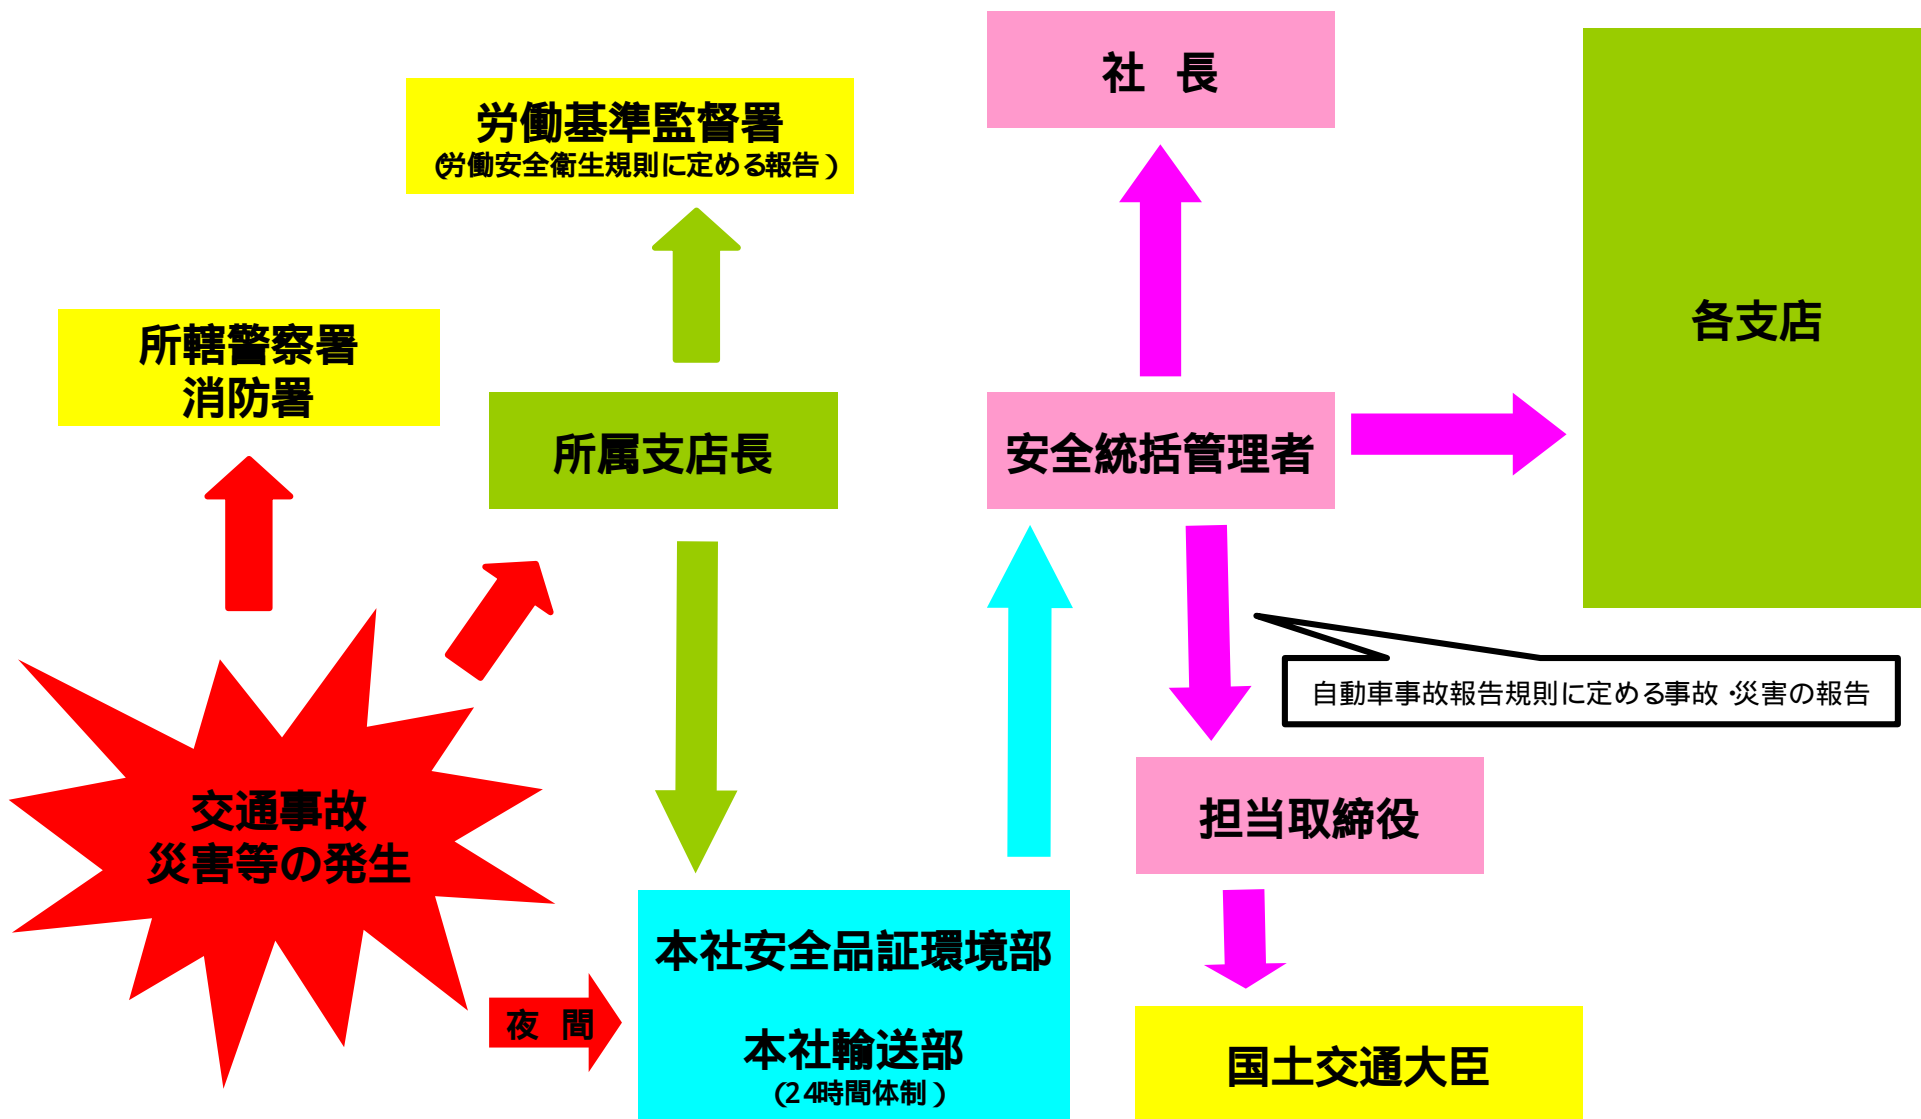 社 長
労働基準監督署
(労働安全衛生規則に定める報告)
各支店
所轄警察署
消防署
所属支店長
安全統括管理者
自動車事故報告規則に定める事故・災害の報告
交通事故
災害等の発生
担当取締役
本社安全品証環境部
夜 間
本社輸送部
(24時間体制)
国土交通大臣